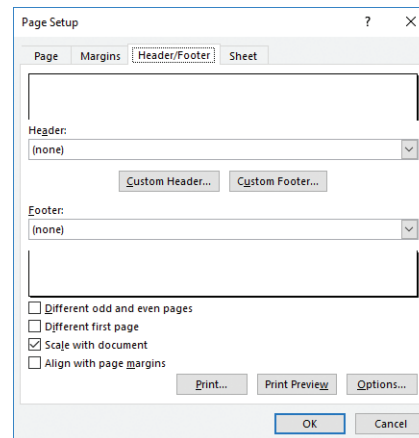 Page Setup ? ×
Page Margins Header/Footer Sheet
Header:
(none)
Custom Header... Custom Footer...
Footer:
(none)
Different odd and even pages
Different first page
Scale with document
Align with page margins
Print... Print Preview Options...
OK Cancel